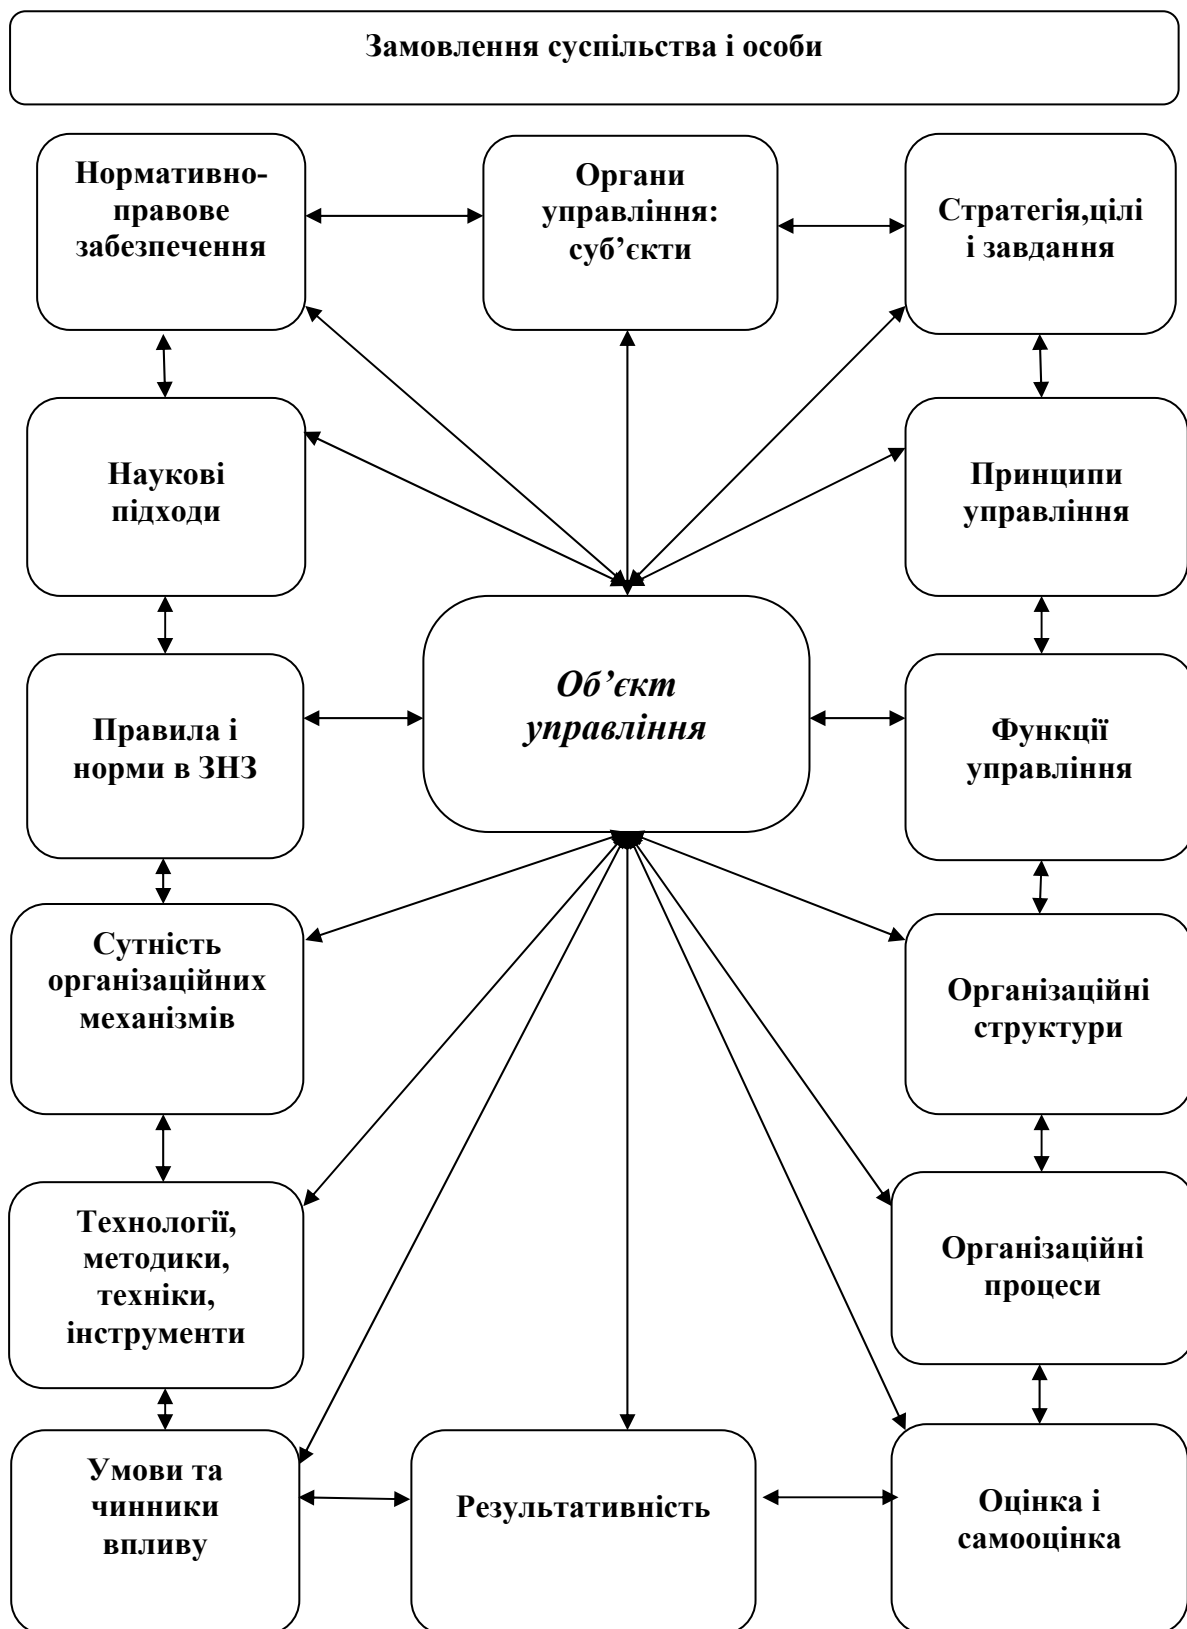 Замовлення суспільства і особи
Нормативно-
правове
забезпечення
Органи
управління:
суб’єкти
Стратегія,цілі
і завдання
Наукові
підходи
Принципи
управління
Об’єкт
управління
Правила і
норми в ЗНЗ
Функції
управління
Сутність
організаційних
механізмів
Організаційні
структури
Технології,
методики,
техніки,
інструменти
Організаційні
процеси
Умови та
чинники
впливу
Результативність
Оцінка і
самооцінка